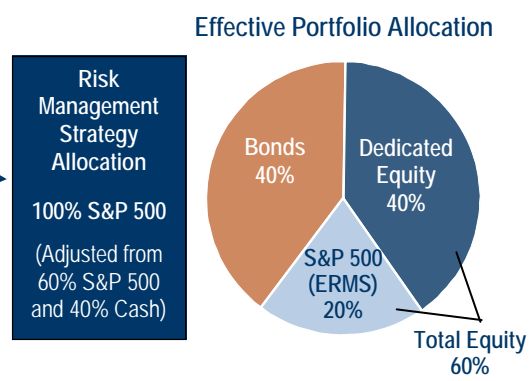 Effective Portfolio Allocation
Risk
Management
Strategy
Allocation
100% S&P 500
(Adjusted from
60% S&P 500
and 40% Cash)
Bonds
40%
Dedicated
Equity
40%
S&P 500
(ERMS)
20%
Total Equity
60%